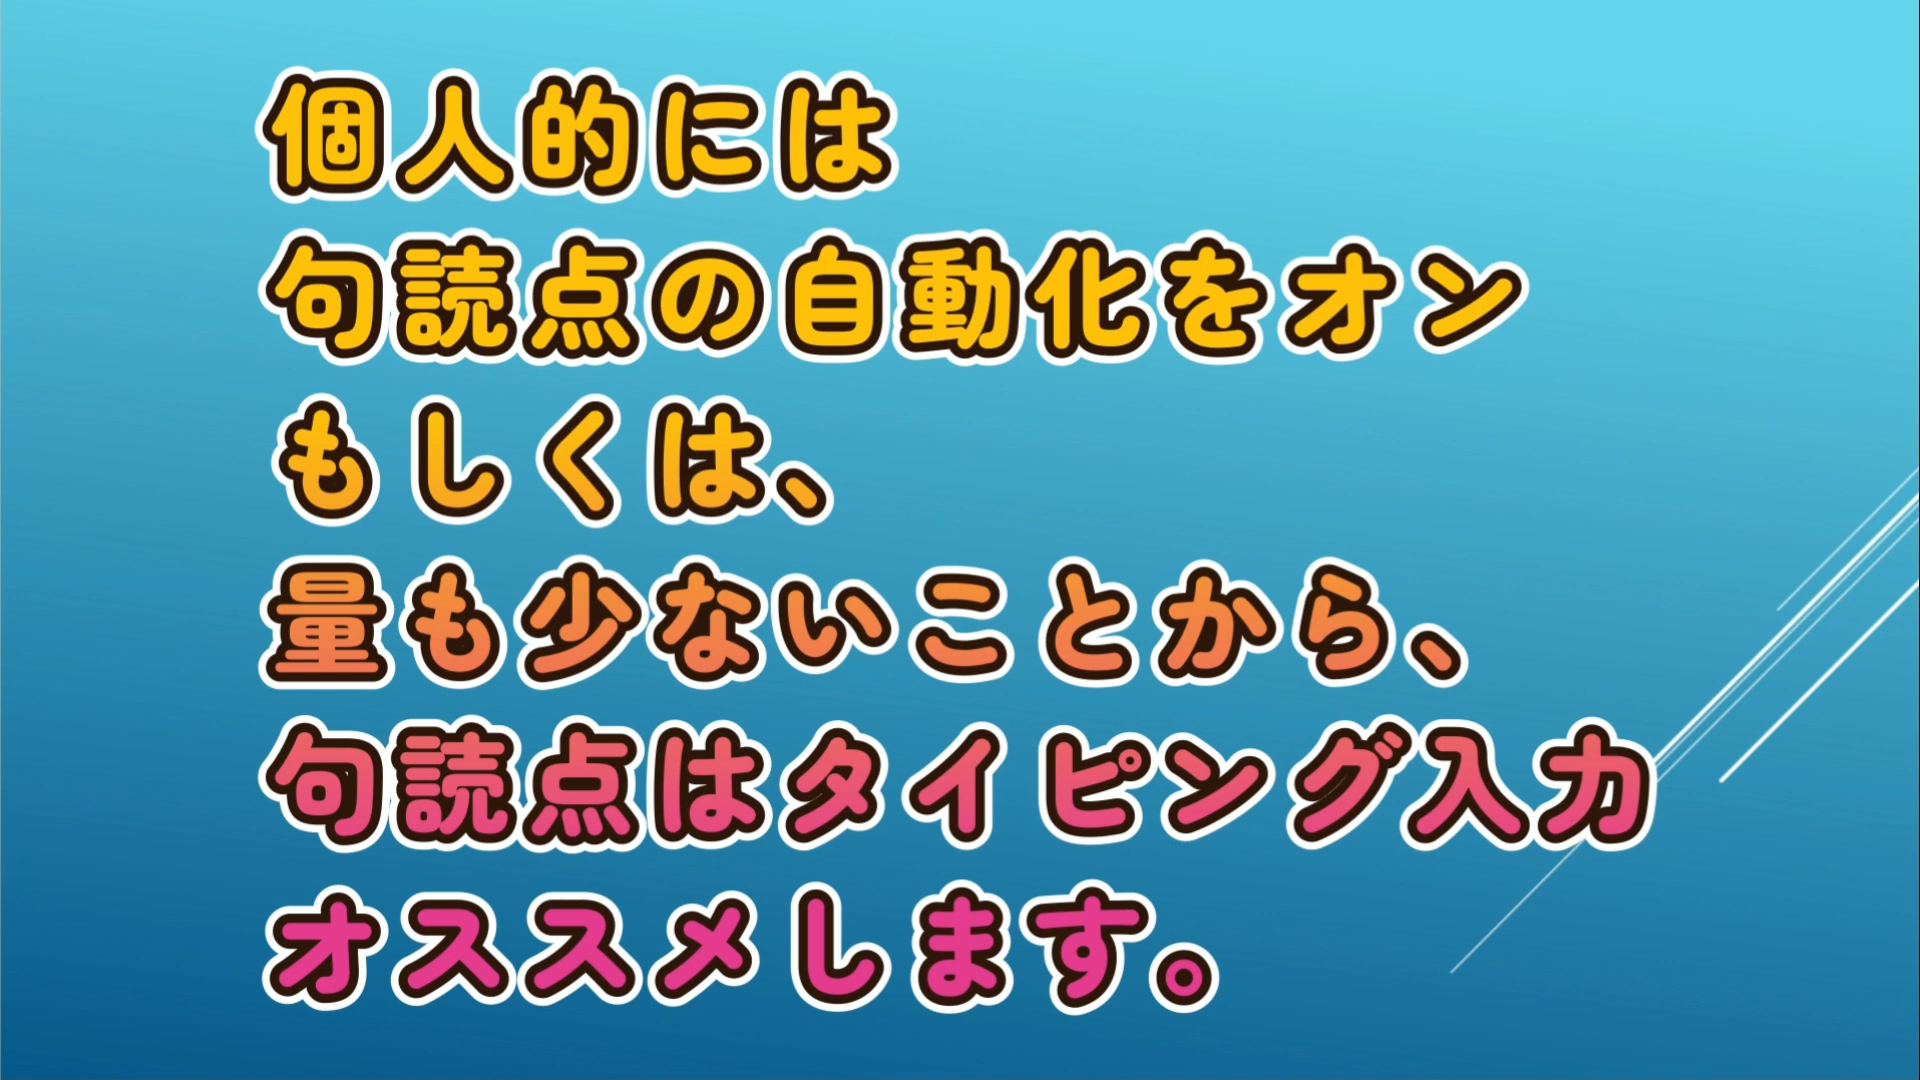 個人的には
句読点の自動化をオン
もしくは、
量も少ないことから、
句読点はタイピング入力
オススメします。